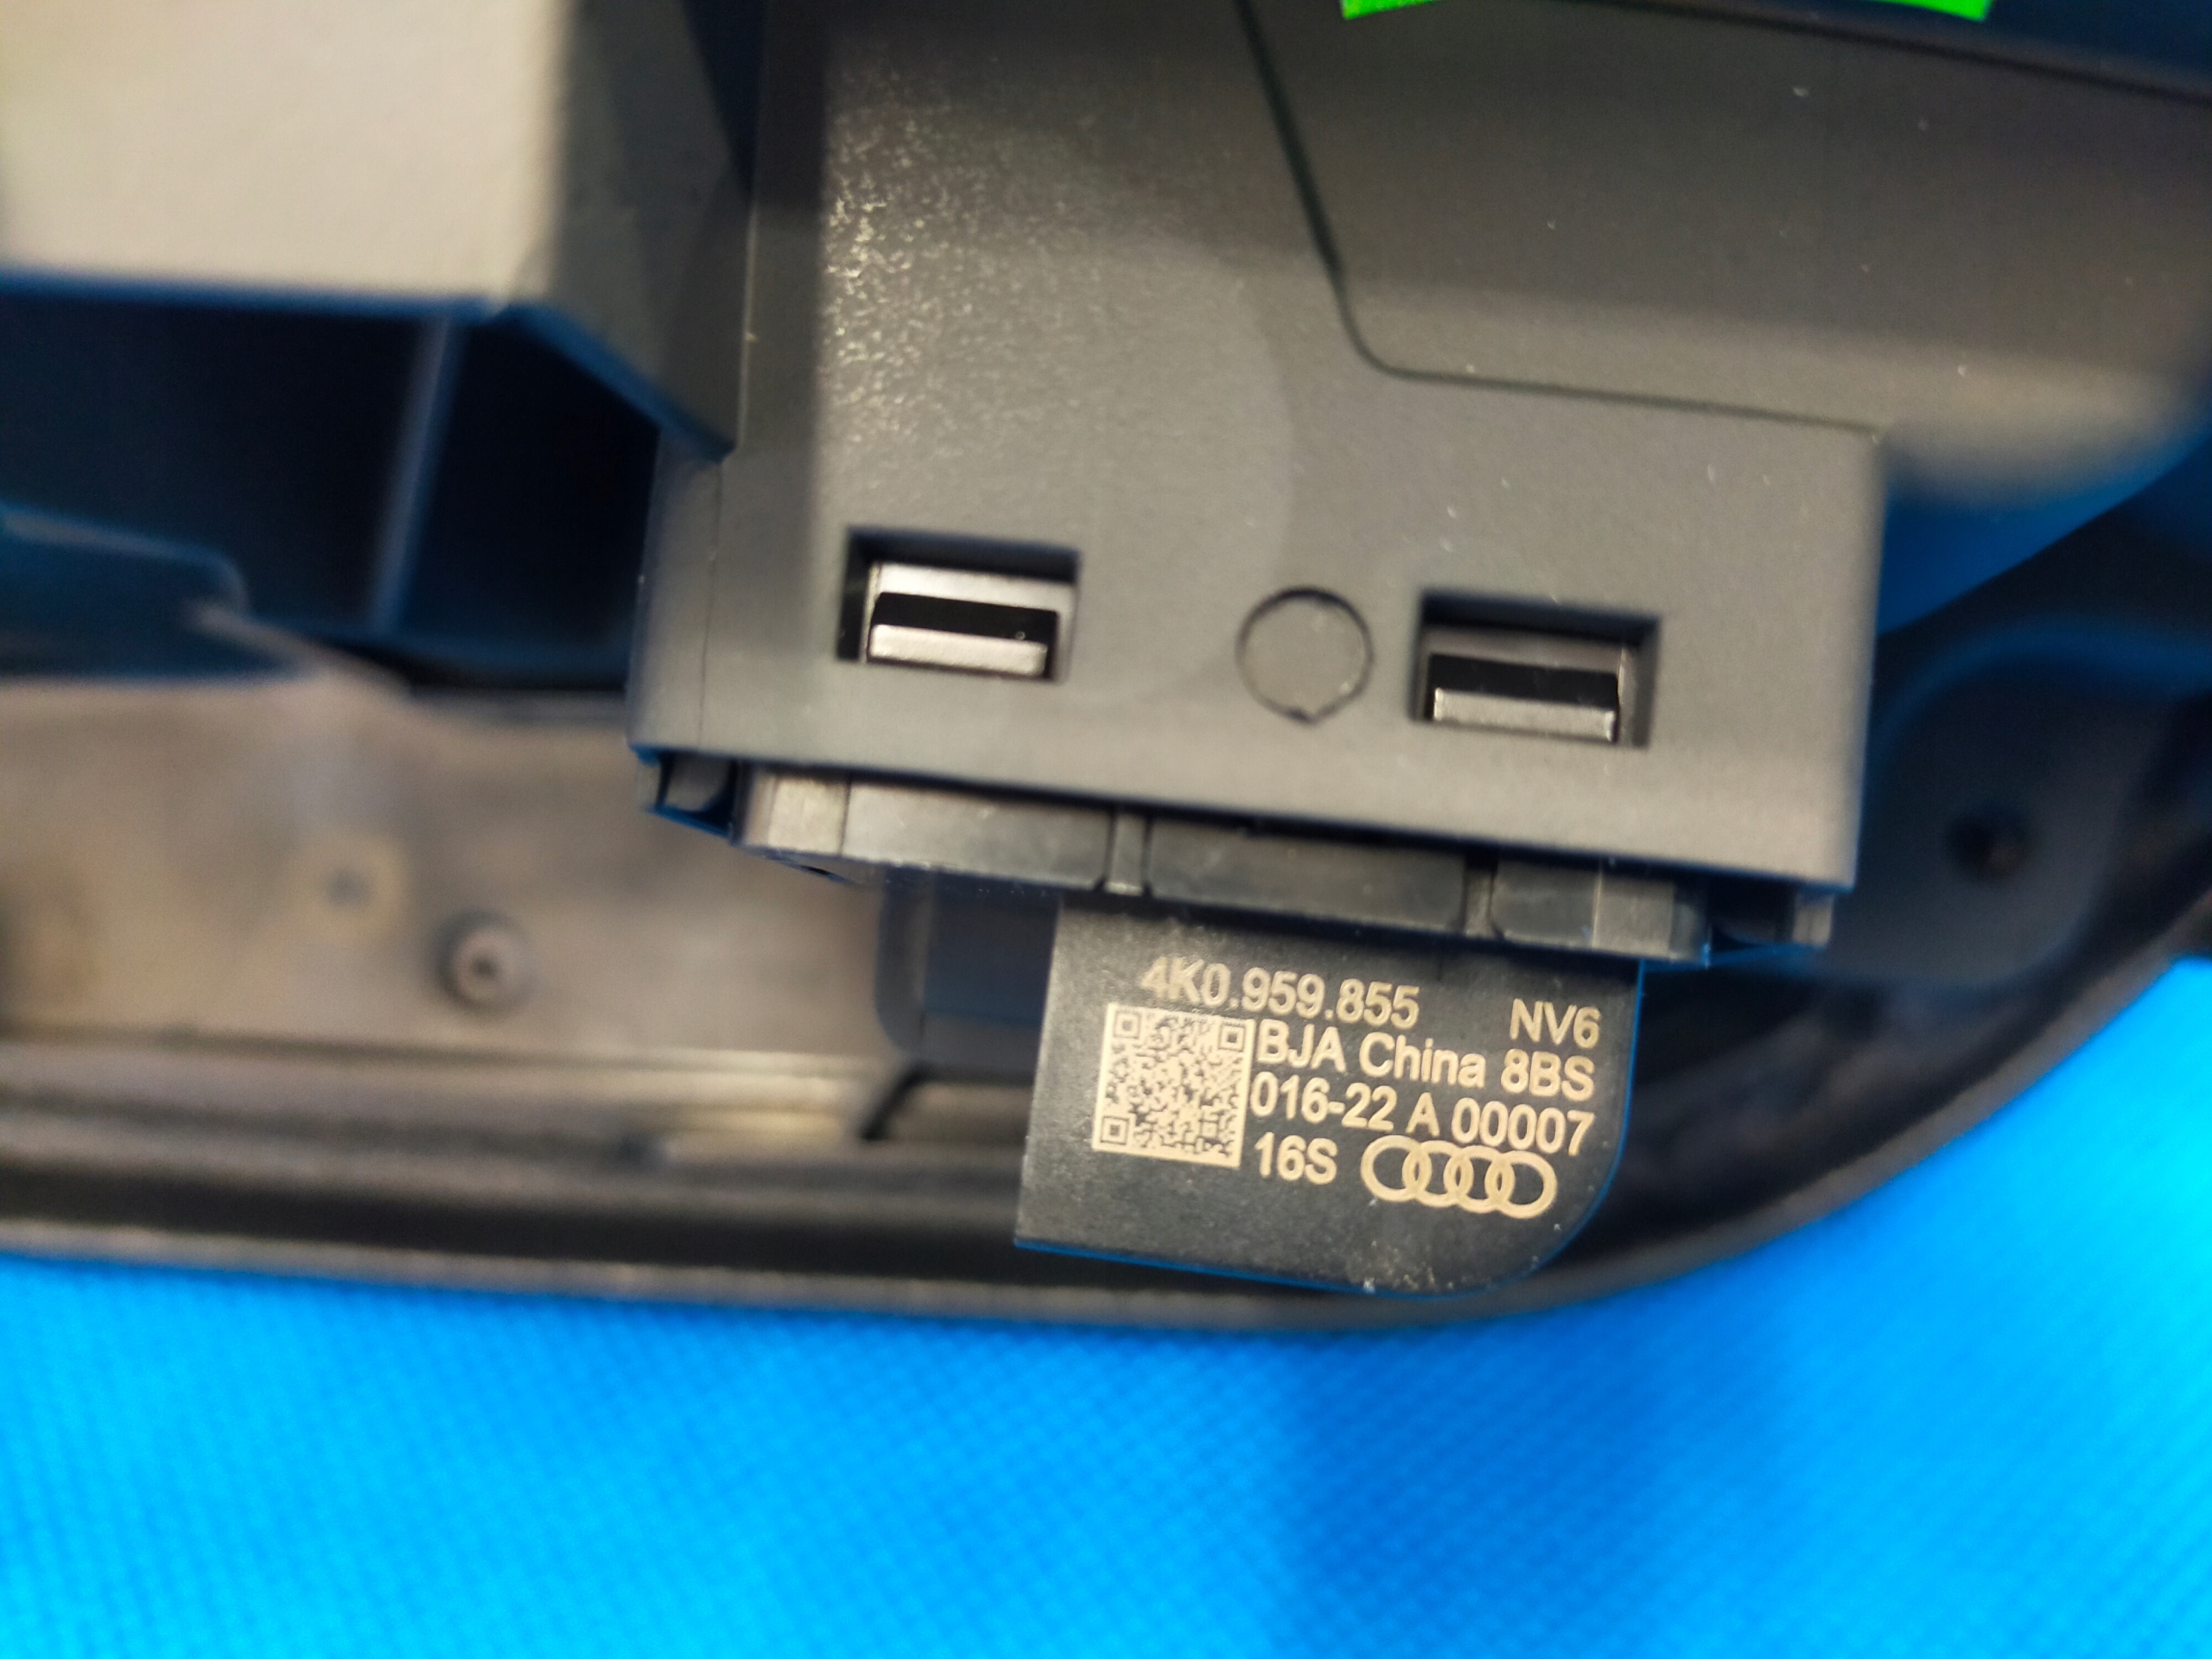 4K0.959.855 NV6
BJA China 8BS
016-22 A 00007
16S